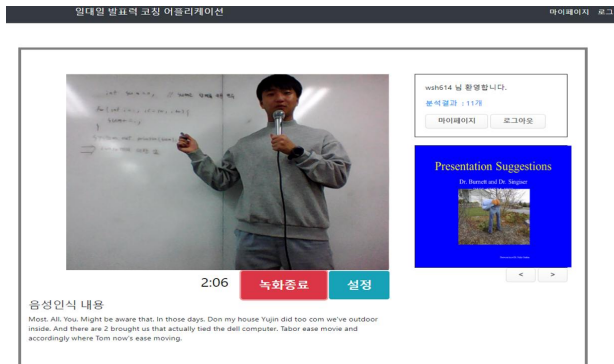 일대일 발표력 코칭 어플리케이션
마이페이지 로그
wsh614 님 환영합니다.
분석결과 : 11개
마이페이지 로그아웃
Presentation Suggestions
Dr. Burnett and Dr. Singiser
< >
2:06 녹화종료 설정
음성인식 내용
Most. All. You. Might be aware that. In those days. Don my house Yujin did too com we've outdoor
inside. And there are 2 brought us that actually tied the dell computer. Tabor ease movie and
accordingly where Tom now's ease moving.